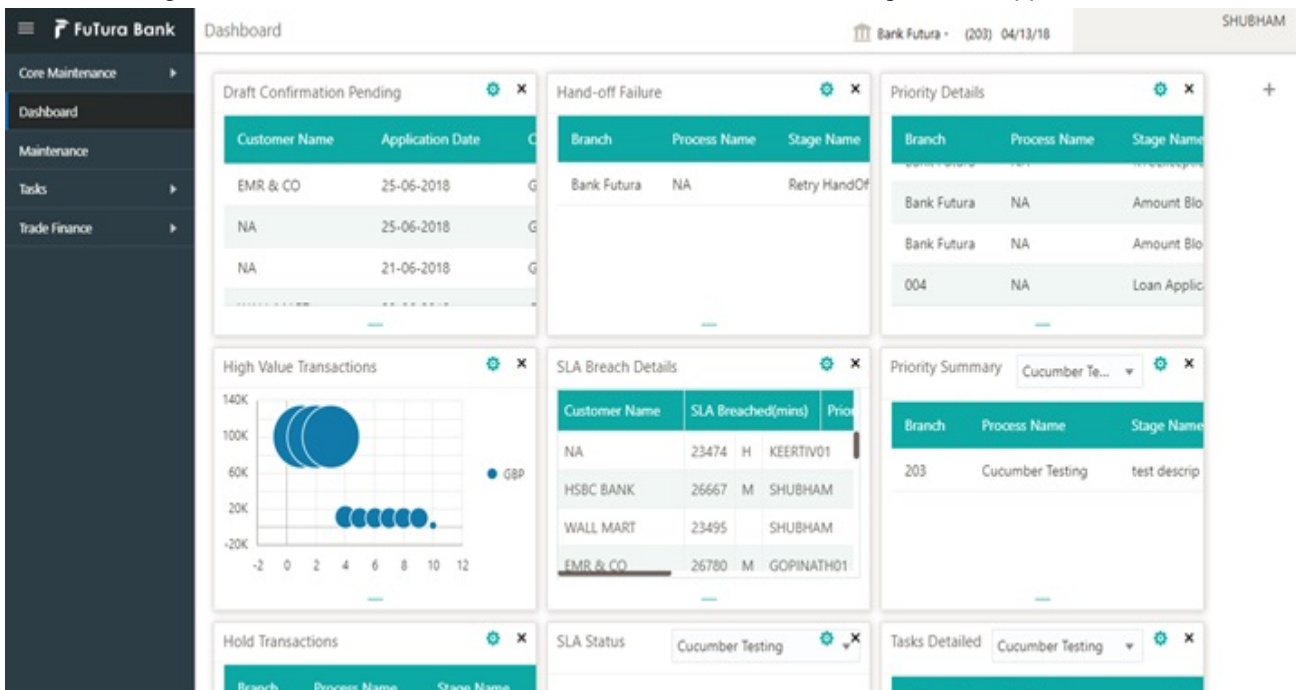 FuTura Bank
Dashboard
Bank Futura - (203) 04/13/18
SHUBHAM
Core Maintenance
Dashboard
Maintenance
Tasks
Trade Finance
Draft Confirmation Pending
Customer Name Application Date
EMR & CO 25-06-2018 G
NA 25-06-2018 G
NA 21-06-2018 G
Hand-off Failure
Branch Process Name Stage Name
Bank Futura NA Retry HandOf
Priority Details
Branch Process Name Stage Name
Bank Futura NA Amount Blo
Bank Futura NA Amount Blo
004 NA Loan Applic
High Value Transactions
140K
100K
60K
20K
-20K
-2 0 2 4 6 8 10 12
GBP
SLA Breach Details
Customer Name SLA Breached(mins) Prior
NA 23474 H KEERTIV01
HSBC BANK 26667 M SHUBHAM
WALL MART 23495 SHUBHAM
EMR & CO 26780 M GOPINATH01
Priority Summary Cucumber Te...
Branch Process Name Stage Name
203 Cucumber Testing test descrip
Hold Transactions
Branch Process Name Stage Name
SLA Status Cucumber Testing
Tasks Detailed Cucumber Testing